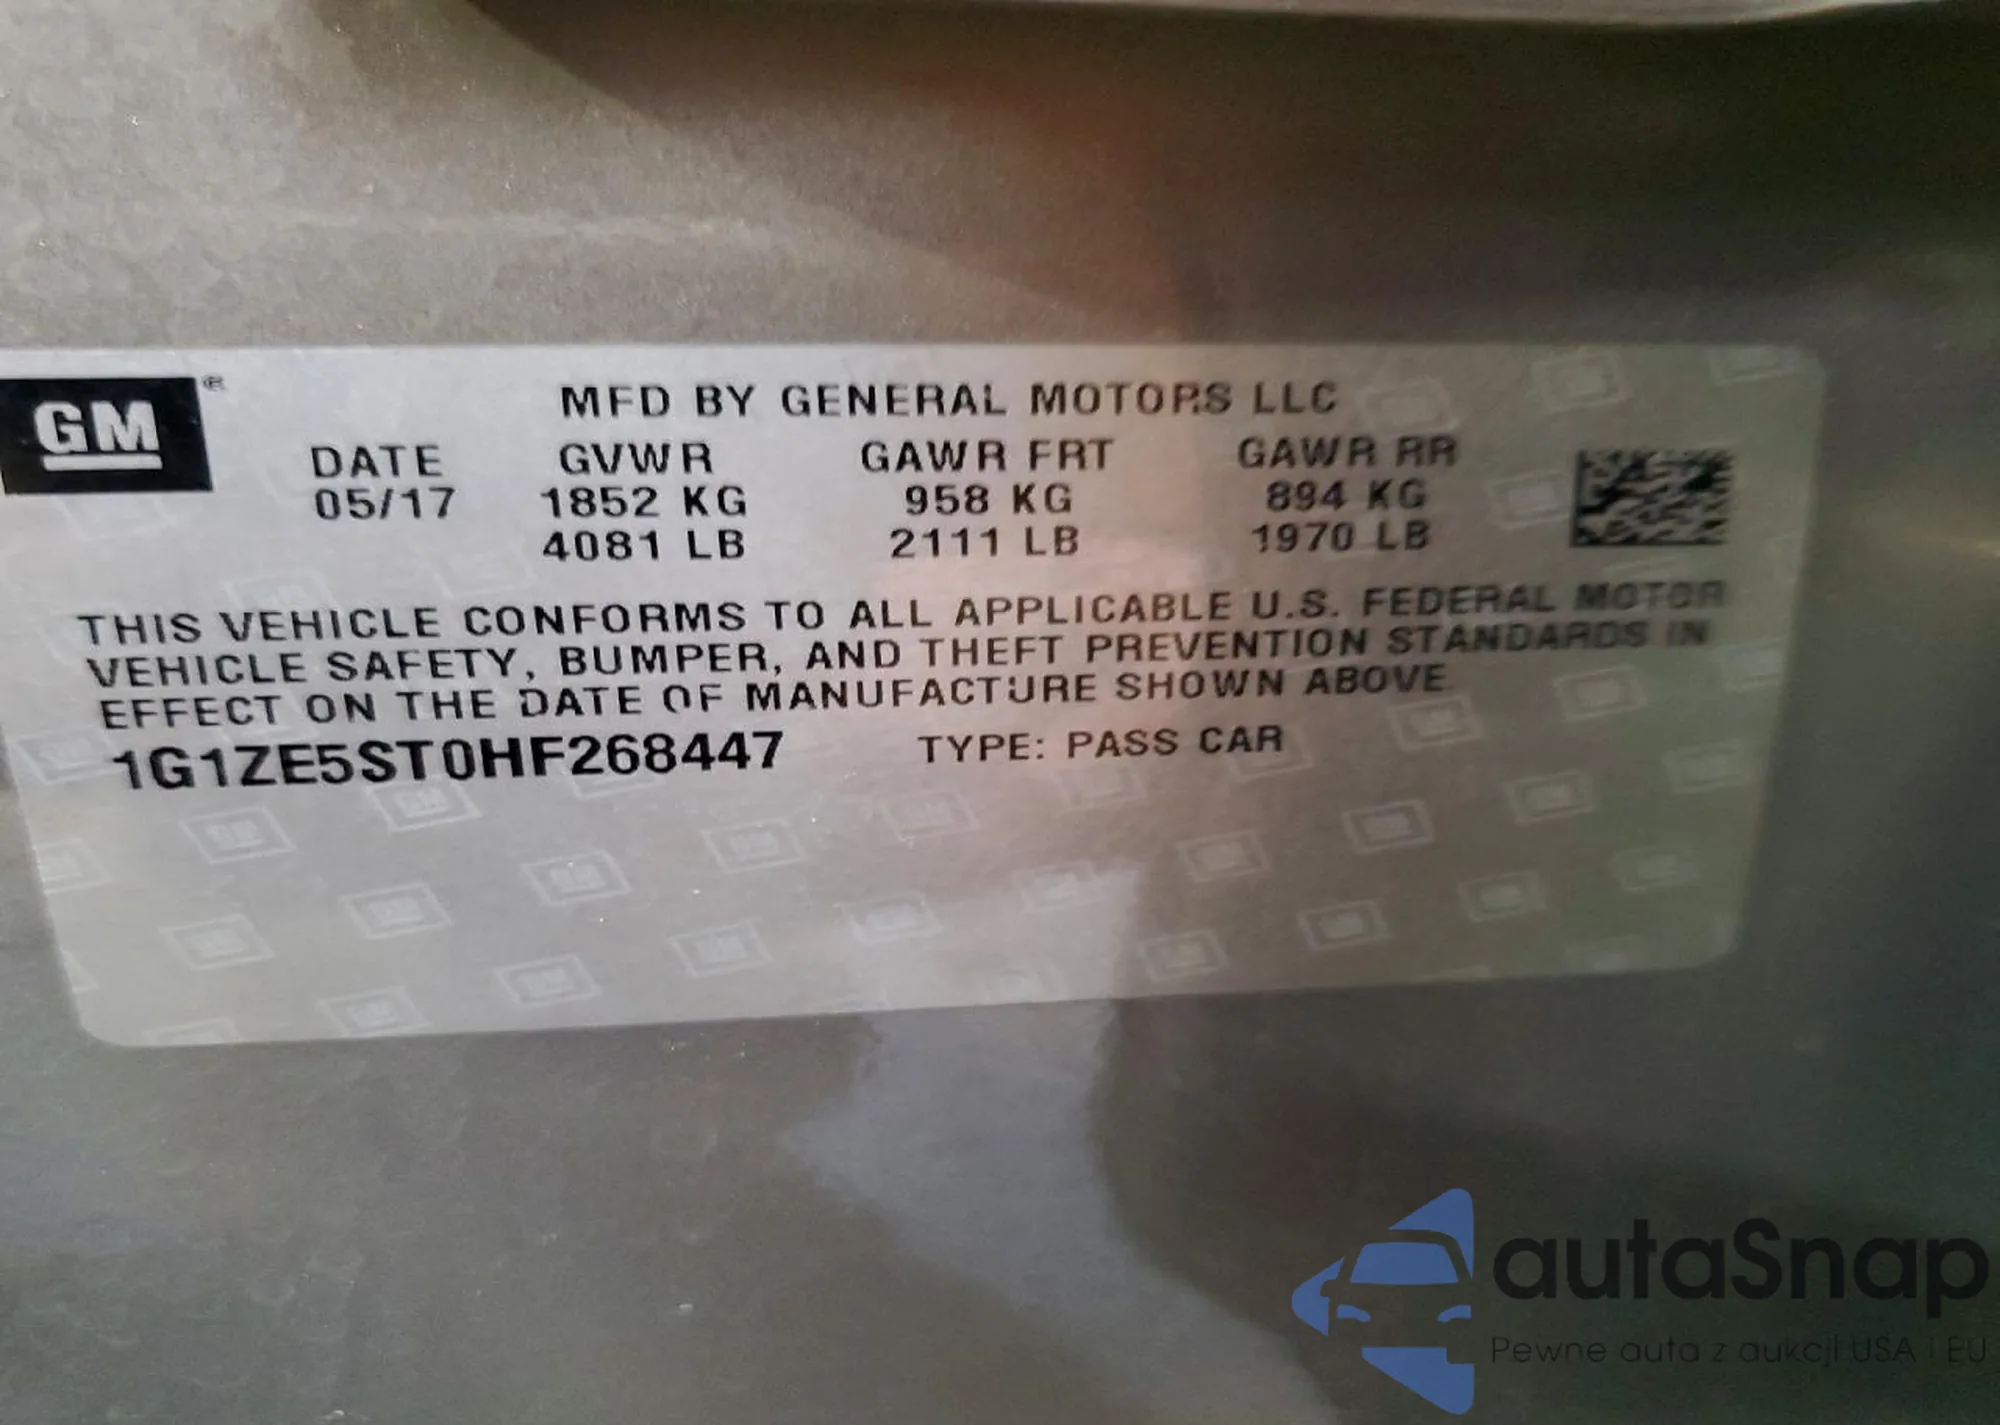 GM®
MFD BY GENERAL MOTORS LLC
DATE GVWR GAWR FRT GAWR RR
05/17 1852 KG 958 KG 894 KG
4081 LB 2111 LB 1970 LB
THIS VEHICLE CONFORMS TO ALL APPLICABLE U.S. FEDERAL MOTOR
VEHICLE SAFETY, BUMPER, AND THEFT PREVENTION STANDARDS IN
EFFECT ON THE DATE OF MANUFACTURE SHOWN ABOVE
1G1ZE5ST0HF268447 TYPE: PASS CAR
autaSnap
Pewne auta z aukcji USA i EU